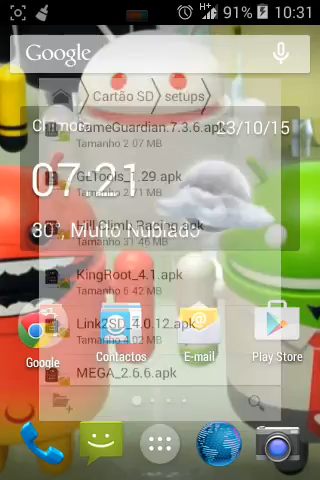 H+ 91% 10:31
Google
Cartão SD setups
GameGuardian.7.3.6.apk
23/10/15
Tamanho 2.07 MB
07:21
GLTools_1.29.apk
Tamanho 2.71 MB
Hill Climb Racing.apk
30°, Muito Nublado
Tamanho 31.46 MB
KingRoot_4.1.apk
Tamanho 6.42 MB
Link2SD_4.0.12.apk
Tamanho 4.02 MB
Google Contactos E-mail Play Store
MEGA_2.6.6.apk